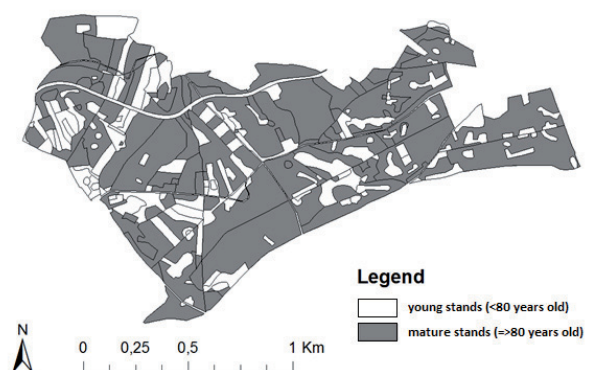 Legend
young stands (<80 years old)
mature stands (=>80 years old)
N
0 0,25 0,5 1 Km